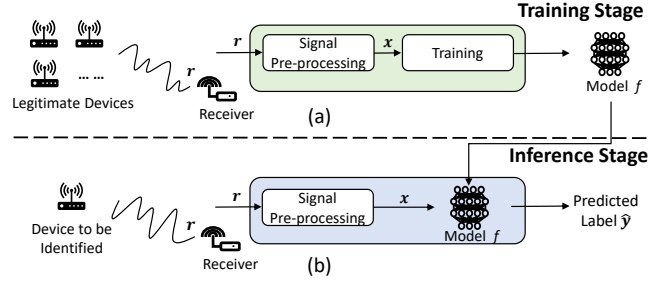 Training Stage
r
Signal
Pre-processing
x
Training
... ...
r
Legitimate Devices
Receiver
(a)
Model f
Inference Stage
r
Signal
Pre-processing
x
Device to be
Identified
r
Receiver
(b)
Model f
Predicted
Label ŷ